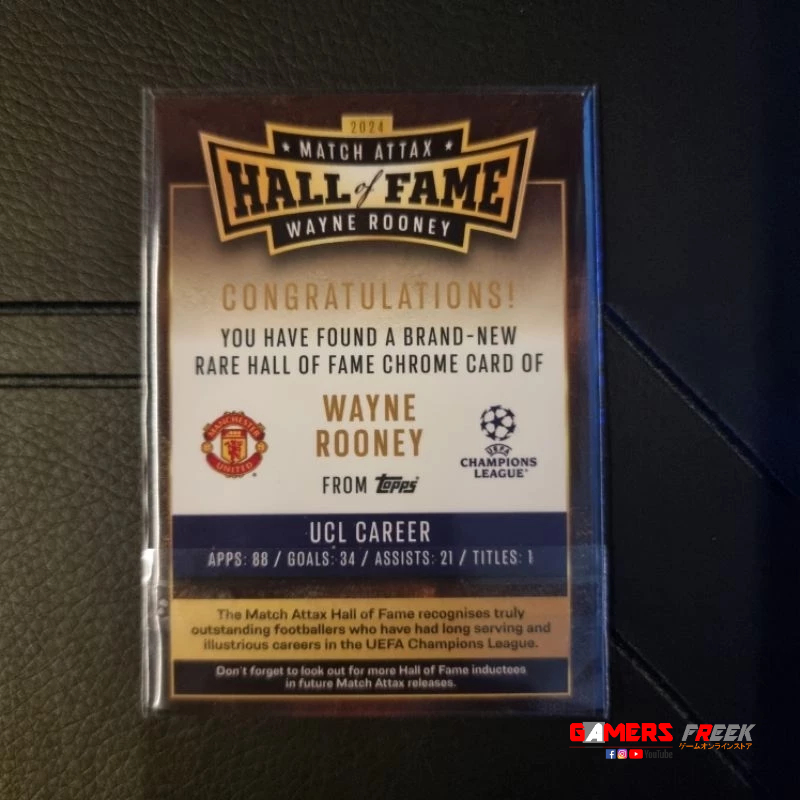 2024
★ MATCH ATTAX ★
HALL of FAME
WAYNE ROONEY
CONGRATULATIONS!
YOU HAVE FOUND A BRAND-NEW
RARE HALL OF FAME CHROME CARD OF
WAYNE
ROONEY
MANCHESTER
UNITED
UEFA
CHAMPIONS
LEAGUE
FROM Topps
UCL CAREER
APPS: 88 / GOALS: 34 / ASSISTS: 21 / TITLES: 1
The Match Attax Hall of Fame recognises truly
outstanding footballers who have had long serving and
illustrious careers in the UEFA Champions League.
Don't forget to look out for more Hall of Fame inductees
in future Match Attax releases.
GAMERS FREEK
ゲームオンラインストア
YouTube